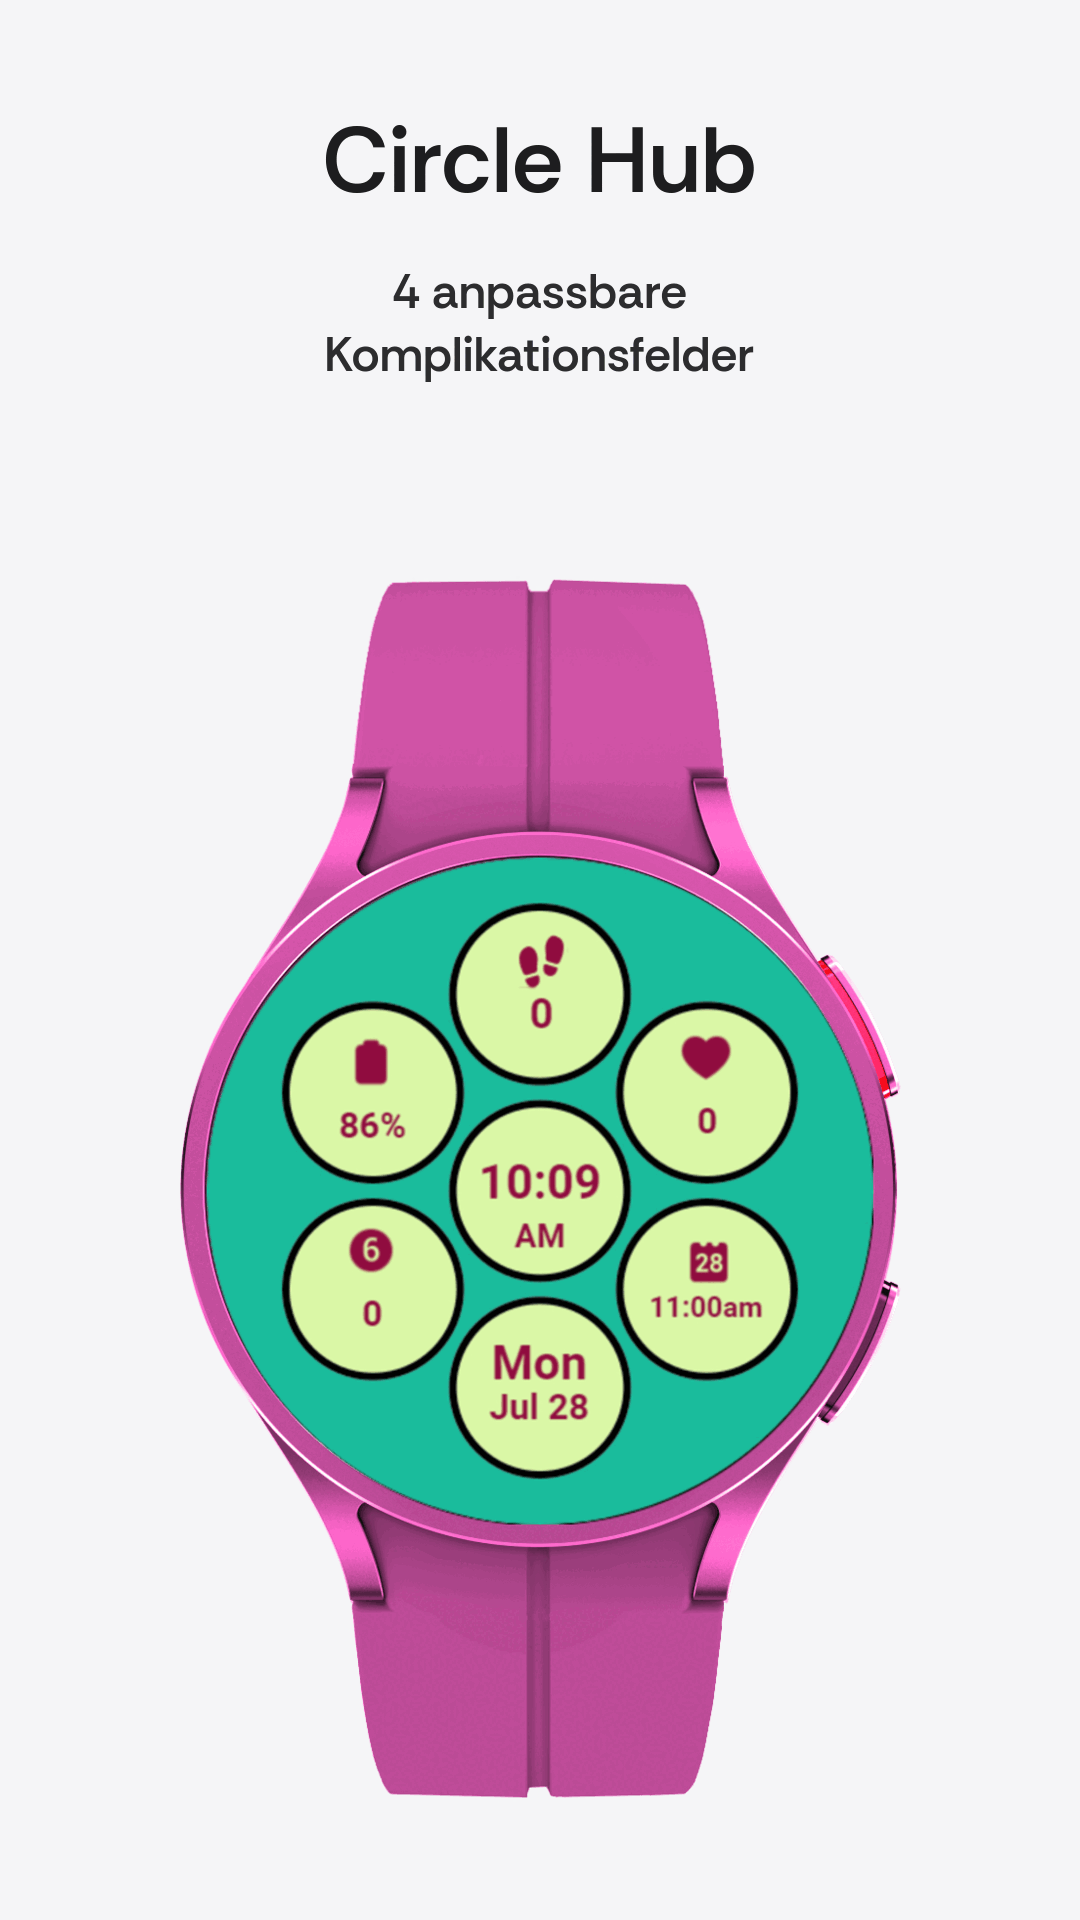 Circle Hub
4 anpassbare
Komplikationsfelder
0
86%
0
10:09
AM
6
0
28
11:00am
Mon
Jul 28